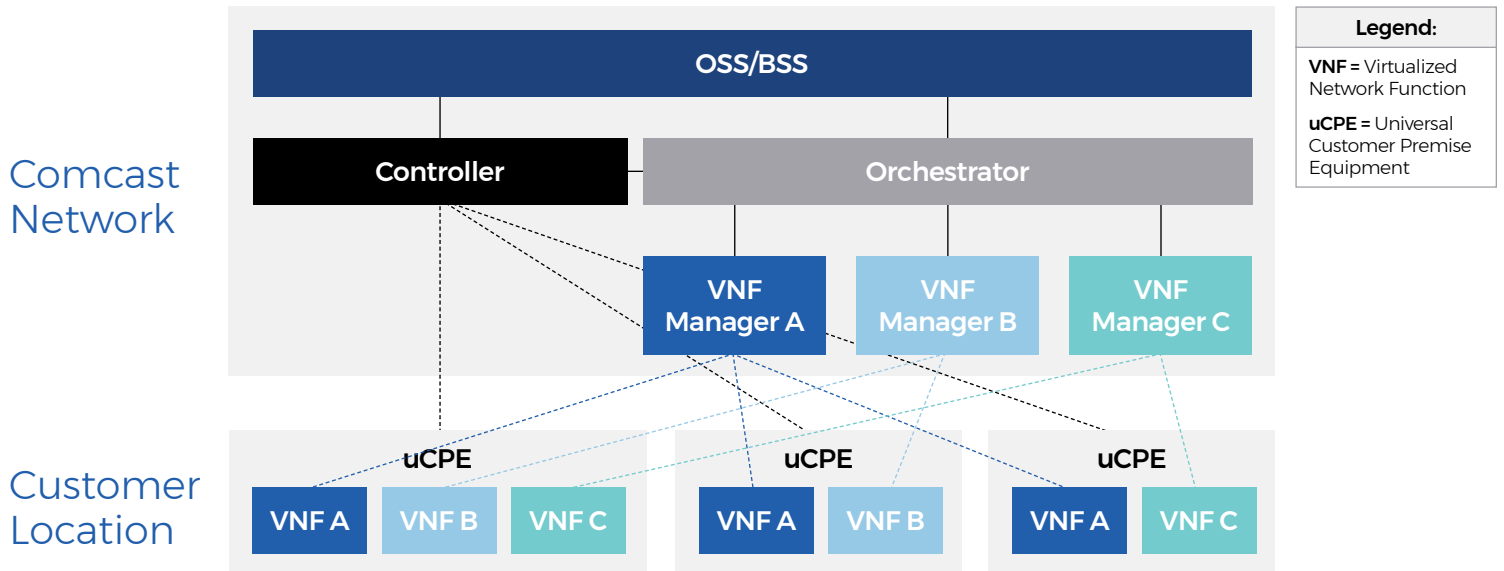 OSS/BSS
Legend:
VNF = Virtualized
Network Function
uCPE = Universal
Customer Premise
Equipment
Comcast
Network
Controller
Orchestrator
VNF
Manager A
VNF
Manager B
VNF
Manager C
Customer
Location
uCPE
VNF A
VNF B
VNF C
uCPE
VNF A
VNF B
uCPE
VNF A
VNF C